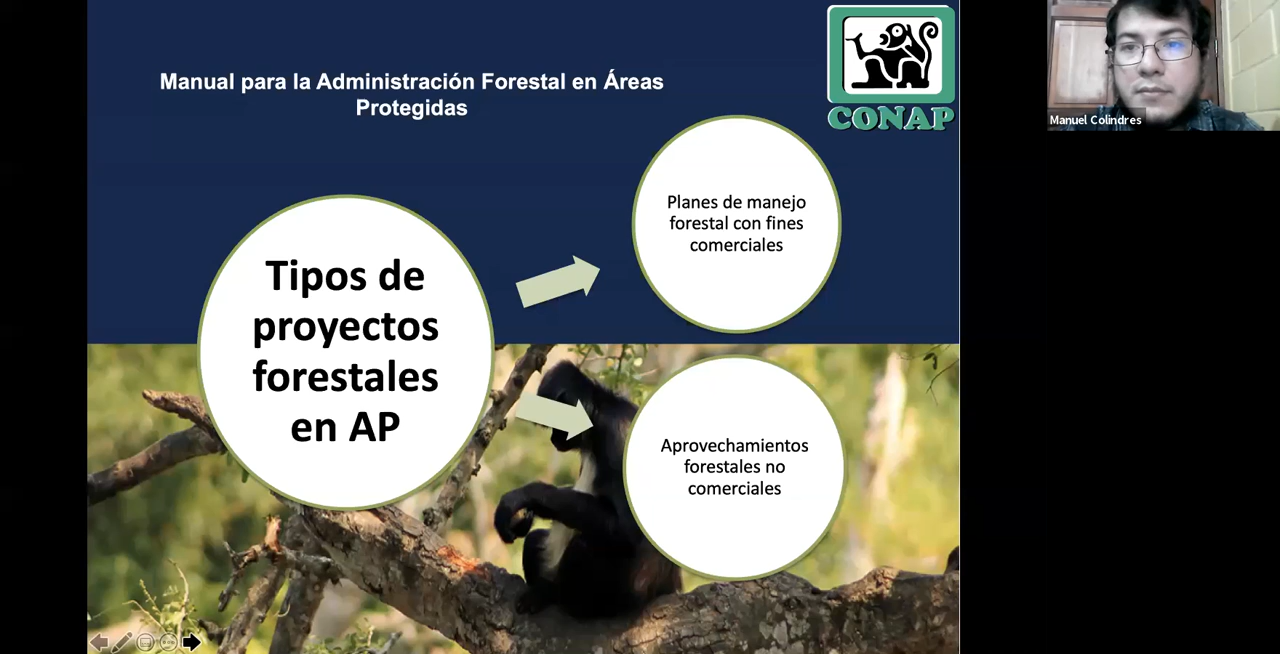 Manual para la Administración Forestal en Áreas
Protegidas
CONAP
Manuel Colindres
Planes de manejo
forestal con fines
comerciales
Tipos de
proyectos
forestales
en AP
Aprovechamientos
forestales no
comerciales